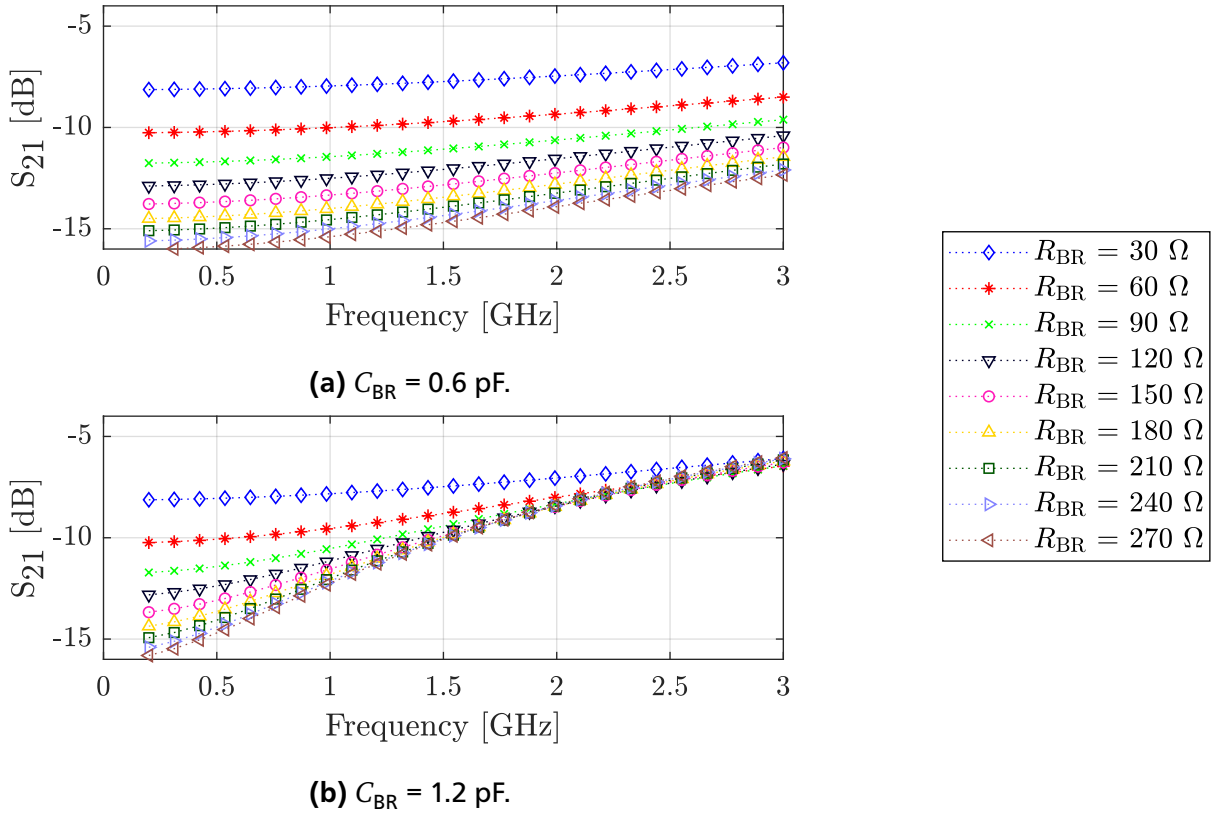 -5
-10
-15
S21 [dB]
0 0.5 1 1.5 2 2.5 3
Frequency [GHz]
(a) CBR = 0.6 pF.
-5
-10
-15
S21 [dB]
0 0.5 1 1.5 2 2.5 3
Frequency [GHz]
(b) CBR = 1.2 pF.
RBR = 30 Ω
RBR = 60 Ω
RBR = 90 Ω
RBR = 120 Ω
RBR = 150 Ω
RBR = 180 Ω
RBR = 210 Ω
RBR = 240 Ω
RBR = 270 Ω